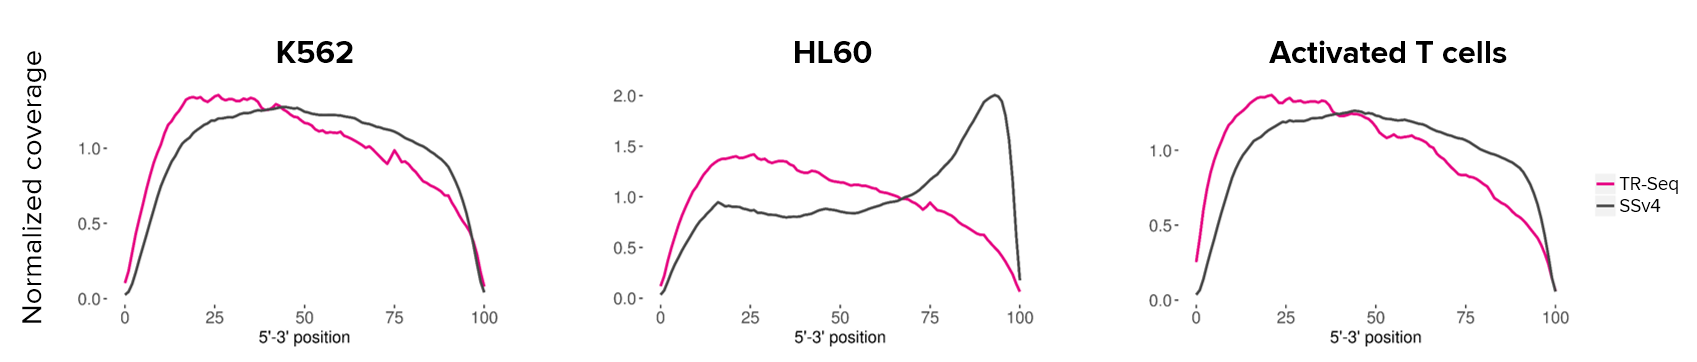 K562
HL60
Activated T cells
Normalized coverage
1.0
0.5
0.0
0 25 50 75 100
5'-3' position
2.0
1.5
1.0
0.5
0.0
0 25 50 75 100
5'-3' position
1.0
0.5
0.0
0 25 50 75 100
5'-3' position
TR-Seq
SSv4